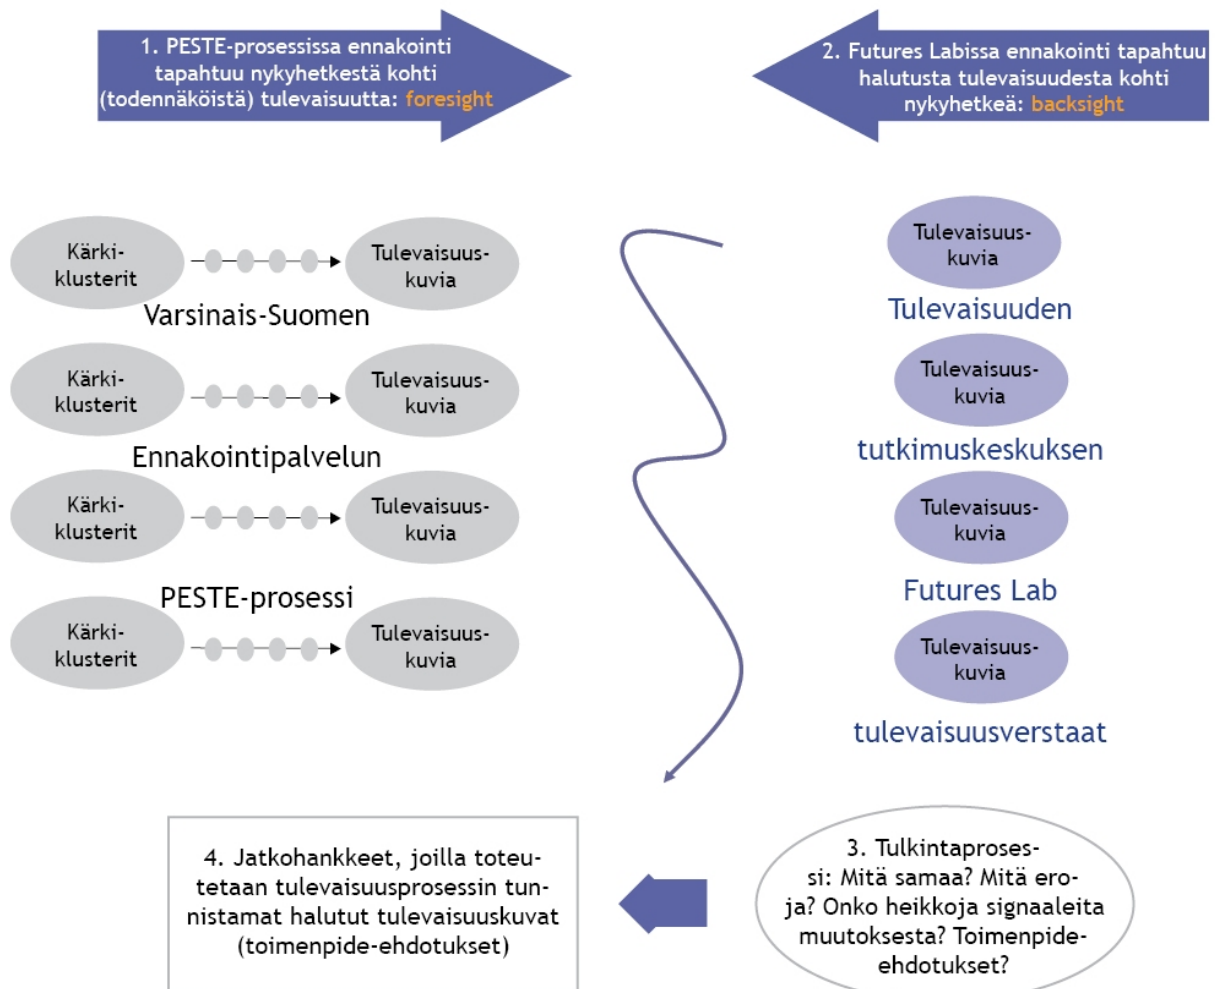 1. PESTE-prosessissa ennakointi
tapahtuu nykyhetkestä kohti
(todennäköistä) tulevaisuutta: foresight
2. Futures Labissa ennakointi tapahtuu
halutusta tulevaisuudesta kohti
nykyhetkeä: backsight
Kärki-
klusterit
Tulevaisuus-
kuvia
Varsinais-Suomen
Kärki-
klusterit
Tulevaisuus-
kuvia
Ennakointipalvelun
Kärki-
klusterit
Tulevaisuus-
kuvia
PESTE-prosessi
Kärki-
klusterit
Tulevaisuus-
kuvia
Tulevaisuus-
kuvia
Tulevaisuuden
Tulevaisuus-
kuvia
tutkimuskeskuksen
Tulevaisuus-
kuvia
Futures Lab
Tulevaisuus-
kuvia
tulevaisuusverstaat
3. Tulkintaproses-
si: Mitä samaa? Mitä ero-
ja? Onko heikkoja signaaleita
muutoksesta? Toimenpide-
ehdotukset?
4. Jatkohankkeet, joilla toteu-
tetaan tulevaisuusprosessin tun-
nistamat halutut tulevaisuuskuvat
(toimenpide-ehdotukset)